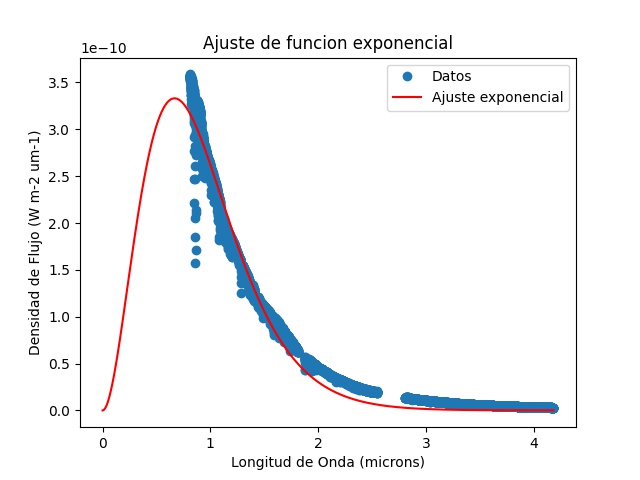 Ajuste de funcion exponencial
1e−10
Datos
Ajuste exponencial
3.5
3.0
2.5
2.0
1.5
1.0
0.5
0.0
Densidad de Flujo (W m-2 um-1)
0 1 2 3 4
Longitud de Onda (microns)